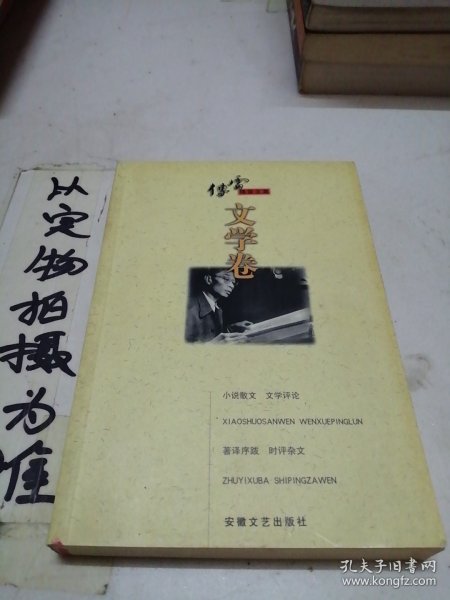 从实物拍摄为准
傅雷
文学卷
小说散文 文学评论
XIAOSHUOSANWEN WENXUEPINGLUN
著译序跋 时评杂文
ZHUYIXUBA SHIPINGZAWEN
安徽文艺出版社
孔夫子旧书网
www.kongfz.com